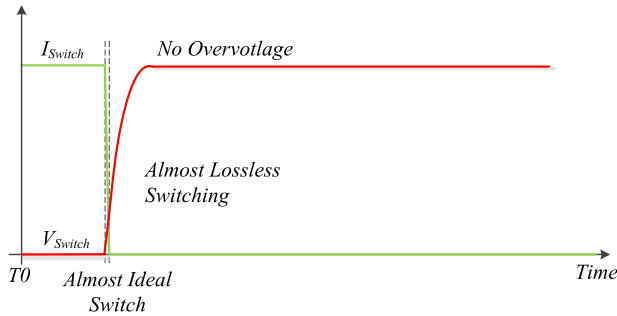 I_Switch
No Overvotlage
Almost Lossless
Switching
V_Switch
T0
Time
Almost Ideal
Switch